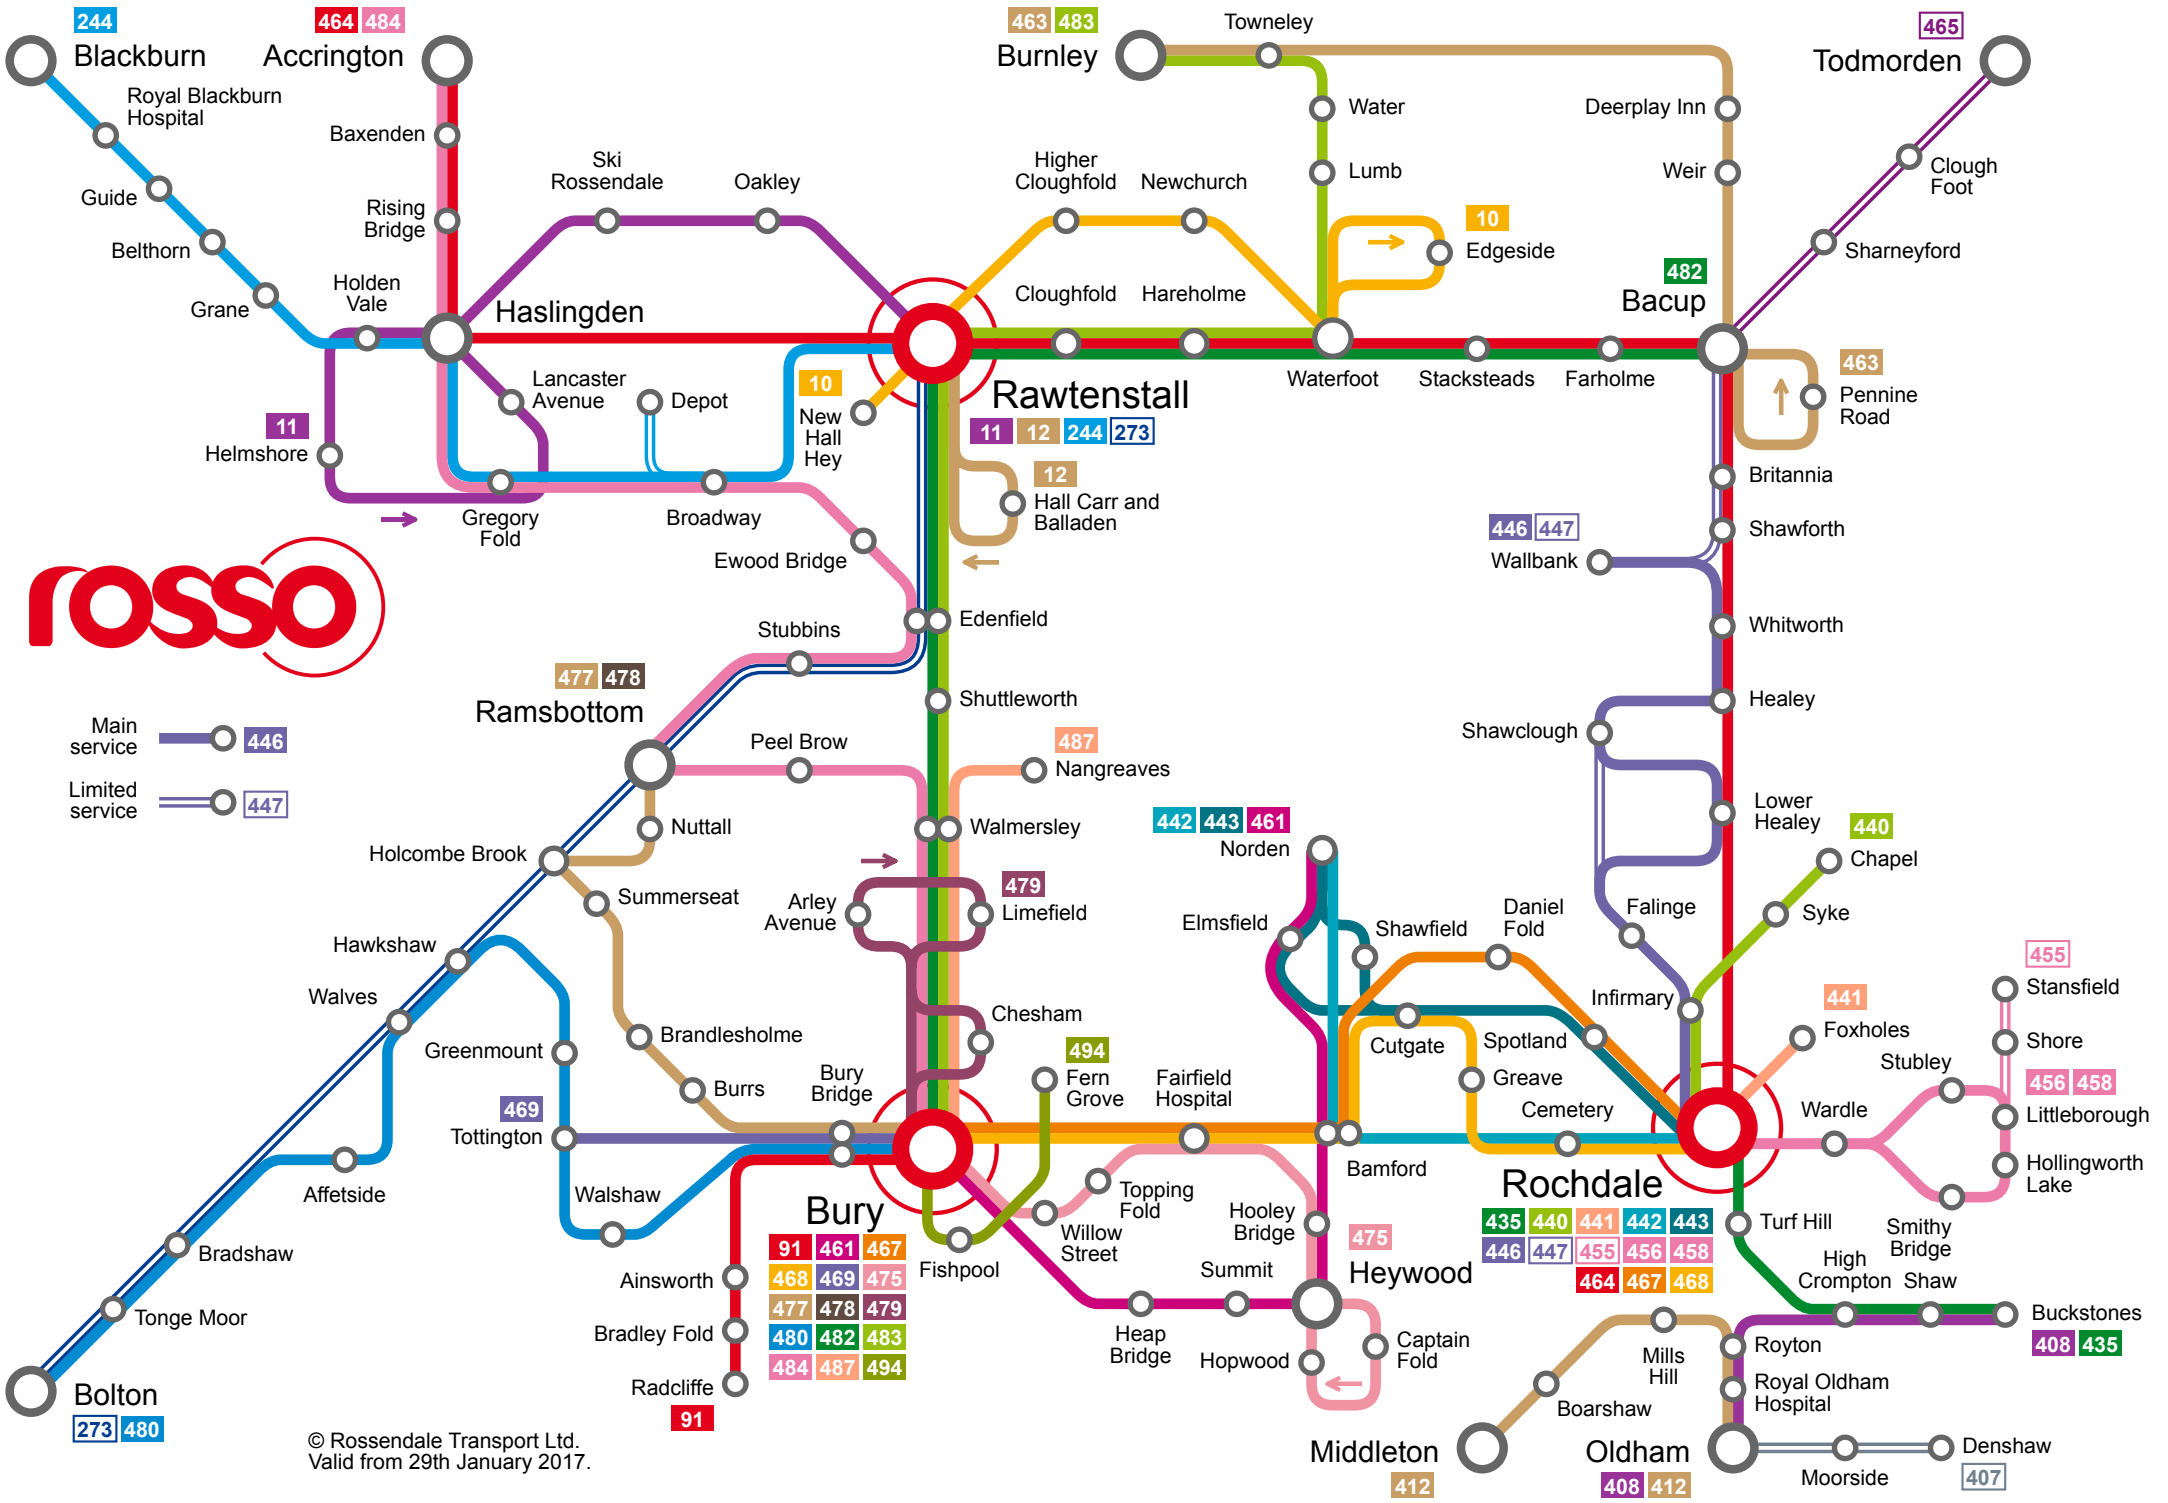 244
Blackburn
464 484
Accrington
463 483
Burnley
Towneley
465
Todmorden
Royal Blackburn
Hospital
Baxenden
Water
Deerplay Inn
Clough
Foot
Guide
Rising
Bridge
Ski
Rossendale
Oakley
Higher
Cloughfold
Newchurch
Lumb
Weir
10
Edgeside
Sharneyford
Belthorn
Grane
Holden
Vale
Haslingden
Cloughfold
Hareholme
482
Bacup
Lancaster
Avenue
Depot
10
New
Hall
Hey
Rawtenstall
11 12 244 273
Waterfoot
Stacksteads
Farholme
463
Pennine
Road
11
Helmshore
12
Hall Carr and
Balladen
Gregory
Fold
Broadway
Ewood Bridge
Britannia
446 447
Wallbank
Shawforth
rosso
Stubbins
Edenfield
Whitworth
477 478
Ramsbottom
Shuttleworth
Healey
Shawclough
Main
service
446
Limited
service
447
Peel Brow
487
Nangreaves
Lower
Healey
Nuttall
Walmersley
442 443 461
Norden
440
Chapel
Holcombe Brook
Summerseat
Arley
Avenue
479
Limefield
Elmsfield
Shawfield
Daniel
Fold
Falinge
Syke
Hawkshaw
455
Stansfield
Walves
Brandlesholme
Chesham
Infirmary
441
Foxholes
Greenmount
494
Fern
Grove
Cutgate
Spotland
Shore
Burrs
Bury
Bridge
Fairfield
Hospital
Greave
Stubley
456 458
Littleborough
469
Tottington
Cemetery
Wardle
Affetside
Walshaw
Bamford
Hollingworth
Lake
Topping
Fold
Rochdale
435 440 441 442 443
446 447 455 456 458
464 467 468
Bury
91 461 467
468 469 475
477 478 479
480 482 483
484 487 494
Willow
Street
Hooley
Bridge
Turf Hill
Smithy
Bridge
Bradshaw
Fishpool
475
Heywood
High
Crompton
Shaw
Ainsworth
Summit
Tonge Moor
Bradley Fold
Heap
Bridge
Hopwood
Captain
Fold
Mills
Hill
Royton
Buckstones
408 435
Radcliffe
91
Royal Oldham
Hospital
Bolton
273 480
Boarshaw
© Rossendale Transport Ltd.
Valid from 29th January 2017.
Middleton
412
Oldham
408 412
Moorside
Denshaw
407